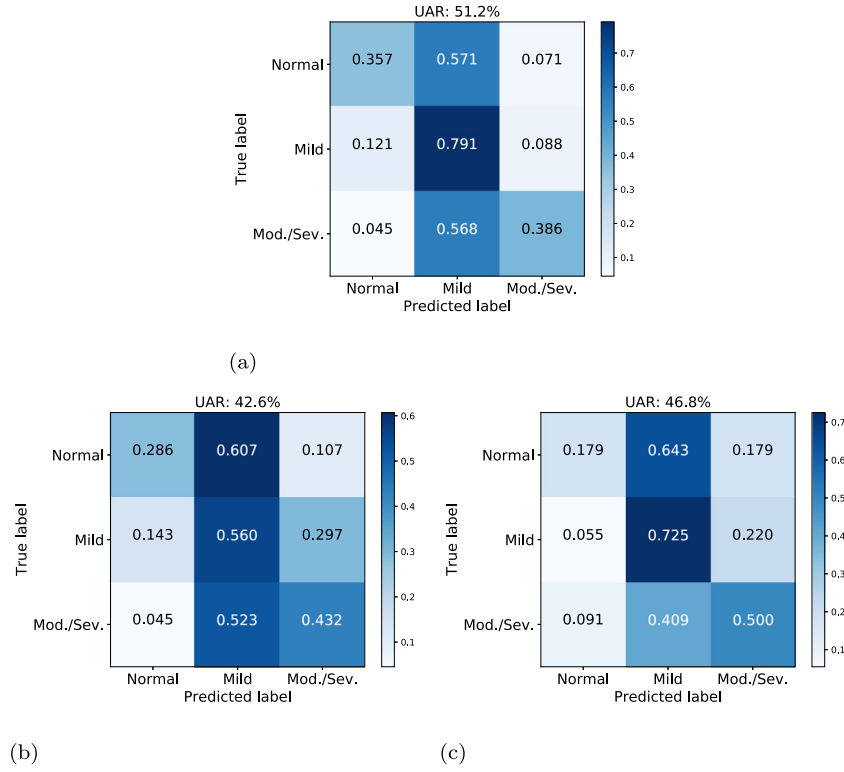 UAR: 51.2%
Normal 0.357 0.571 0.071
Mild 0.121 0.791 0.088
Mod./Sev. 0.045 0.568 0.386
Normal Mild Mod./Sev.
Predicted label
True label
0.7
0.6
0.5
0.4
0.3
0.2
0.1
(a)
UAR: 42.6%
Normal 0.286 0.607 0.107
Mild 0.143 0.560 0.297
Mod./Sev. 0.045 0.523 0.432
Normal Mild Mod./Sev.
Predicted label
True label
0.6
0.5
0.4
0.3
0.2
0.1
(b)
UAR: 46.8%
Normal 0.179 0.643 0.179
Mild 0.055 0.725 0.220
Mod./Sev. 0.091 0.409 0.500
Normal Mild Mod./Sev.
Predicted label
True label
0.7
0.6
0.5
0.4
0.3
0.2
0.1
(c)